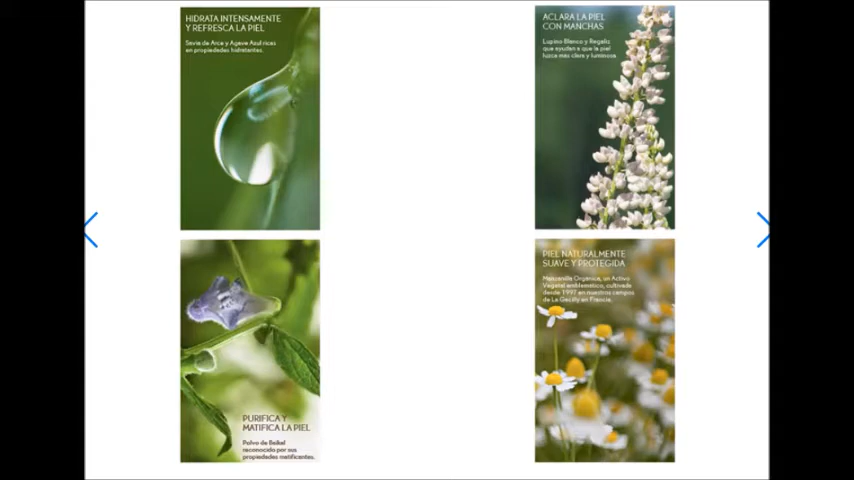 HIDRATA INTENSAMENTE
Y REFRESCA LA PIEL
Savia de Arce y Agave Azul ricas
en propiedades hidratantes.
ACLARA LA PIEL
CON MANCHAS
Lupino Blanco y Regaliz
que ayudan a que la piel
luzca más clara y luminosa
PURIFICA Y
MATIFICA LA PIEL
Polvo de Baikal
reconocido por sus
propiedades matificantes.
PIEL NATURALMENTE
SUAVE Y PROTEGIDA
Manzanilla Orgánica, un Activo
Vegetal emblemático, cultivada
desde 1997 en nuestros campos
de La Gacilly en Francia.